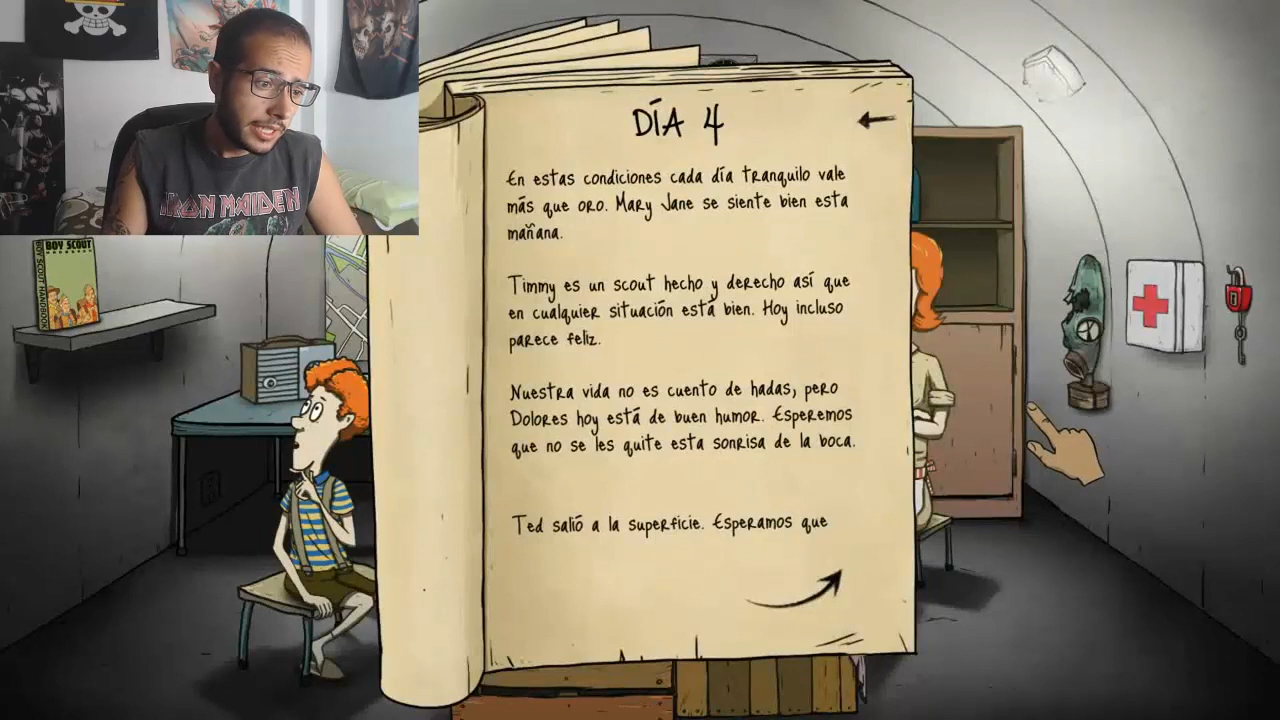 IRON MAIDEN
BOY SCOUT
BOY SCOUT HANDBOOK
DÍA 4
En estas condiciones cada día tranquilo vale
más que oro. Mary Jane se siente bien esta
mañana.
Timmy es un scout hecho y derecho así que
en cualquier situación está bien. Hoy incluso
parece feliz.
Nuestra vida no es cuento de hadas, pero
Dolores hoy está de buen humor. Esperemos
que no se les quite esta sonrisa de la boca.
Ted salió a la superficie. Esperamos que